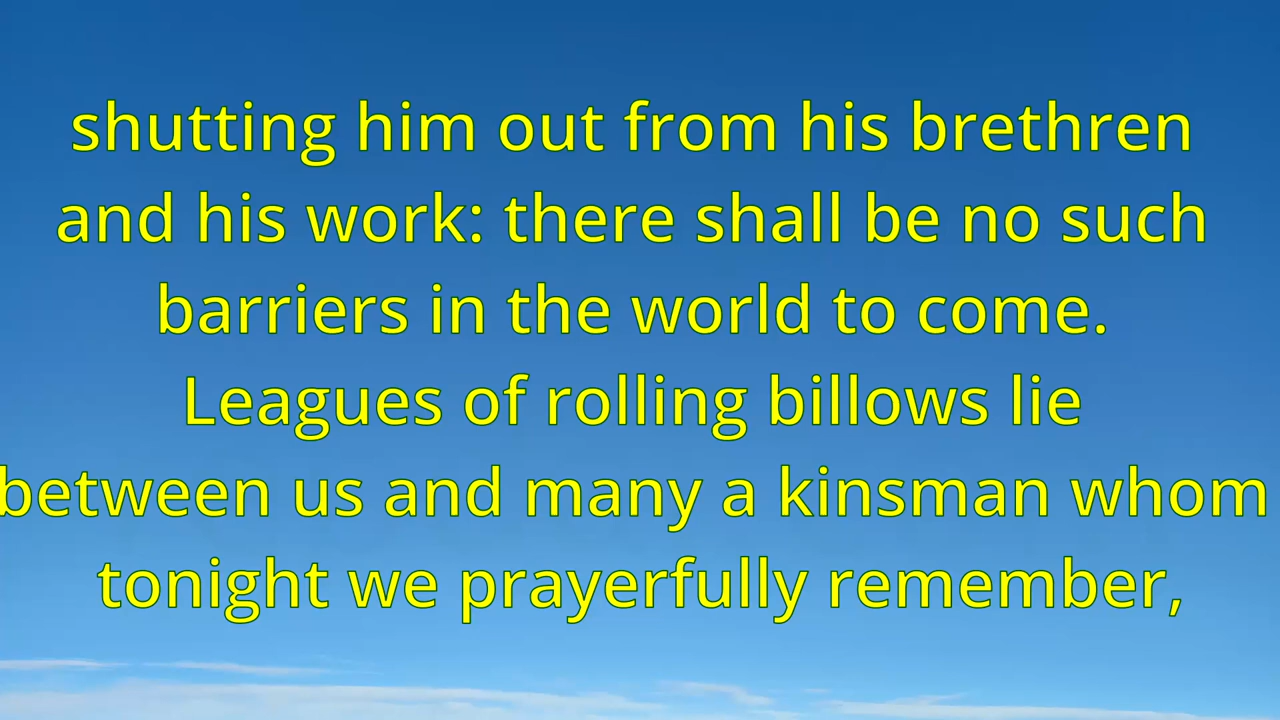 shutting him out from his brethren
and his work: there shall be no such
barriers in the world to come.
Leagues of rolling billows lie
between us and many a kinsman whom
tonight we prayerfully remember,